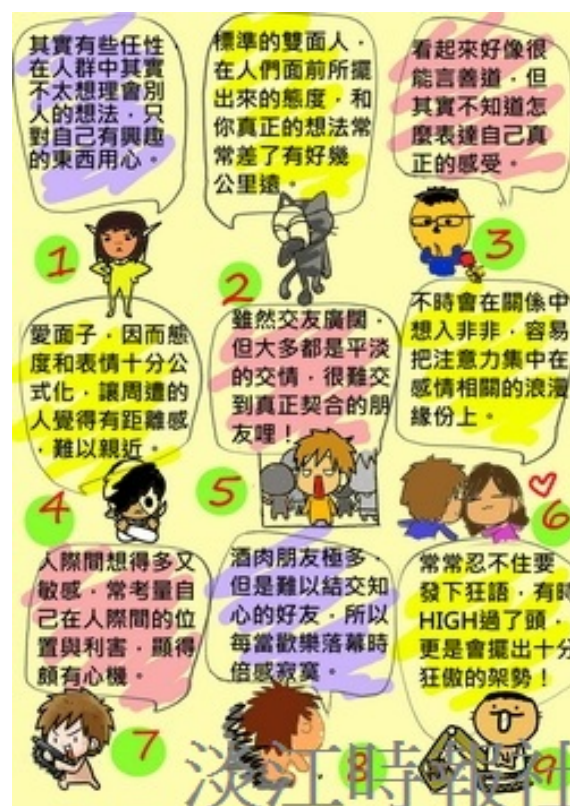 其實有些任性,
在人群中其實
不太想理會別
人的想法,只
對自己有興趣
的東西用心。
1
標準的雙面人,
在人們面前所擺
出來的態度,和
你真正的想法常
常差了有好幾
公里遠。
2
看起來好像很
能言善道,但
其實不知道怎
麼表達自己真
正的感受。
3
愛面子,因而態
度和表情十分公
式化,讓周遭的
人覺得有距離感
,難以親近。
4
雖然交友廣闊,
但大多都是平淡
的交情,很難交
到真正契合的朋
友哩!
5
不時會在關係中
想入非非,容易
把注意力集中在
感情相關的浪漫
緣份上。
6
人際間想得多又
敏感,常考量自
己在人際間的位
置與利害,顯得
頗有心機。
7
酒肉朋友極多,
但是難以結交知
心的好友,所以
每當歡樂落幕時
倍感寂寞。
8
常常忍不住要
發下狂語,有時
HIGH過了頭,
更是會擺出十分
狂傲的架勢!
9
淡江時報社